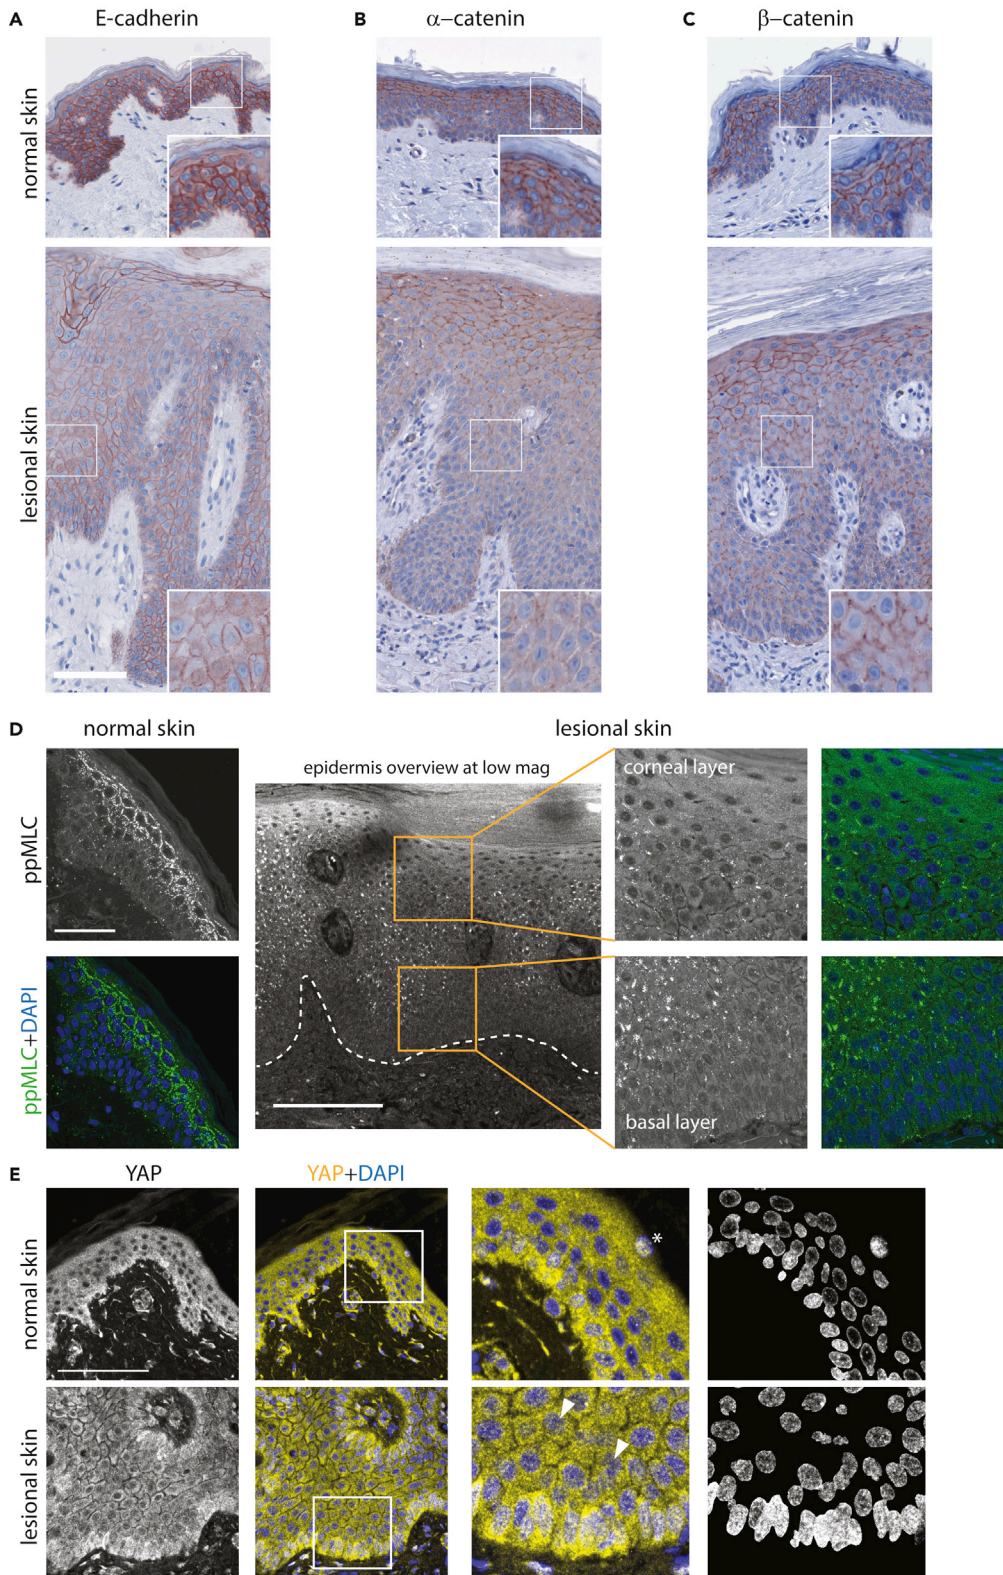 A E-cadherin
B α–catenin
C β–catenin
normal skin
lesional skin
D normal skin
lesional skin
epidermis overview at low mag
ppMLC
corneal layer
ppMLC+DAPI
basal layer
E YAP
YAP+DAPI
normal skin
*
lesional skin